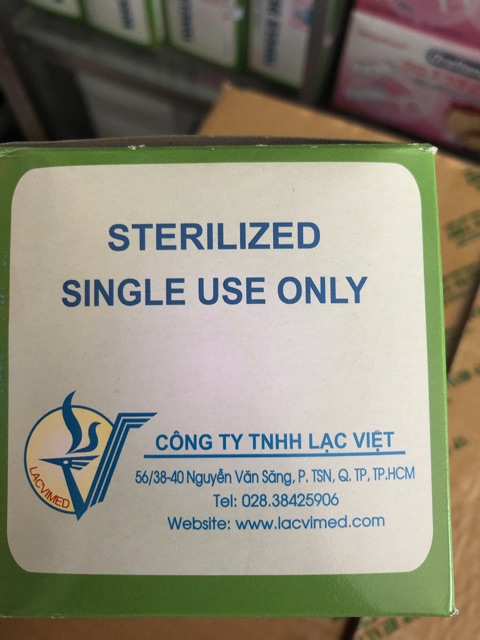 STERILIZED
SINGLE USE ONLY
LACVIMED
CÔNG TY TNHH LẠC VIỆT
56/38-40 Nguyễn Văn Săng, P. TSN, Q. TP, TP.HCM
Tel: 028.38425906
Website: www.lacvimed.com